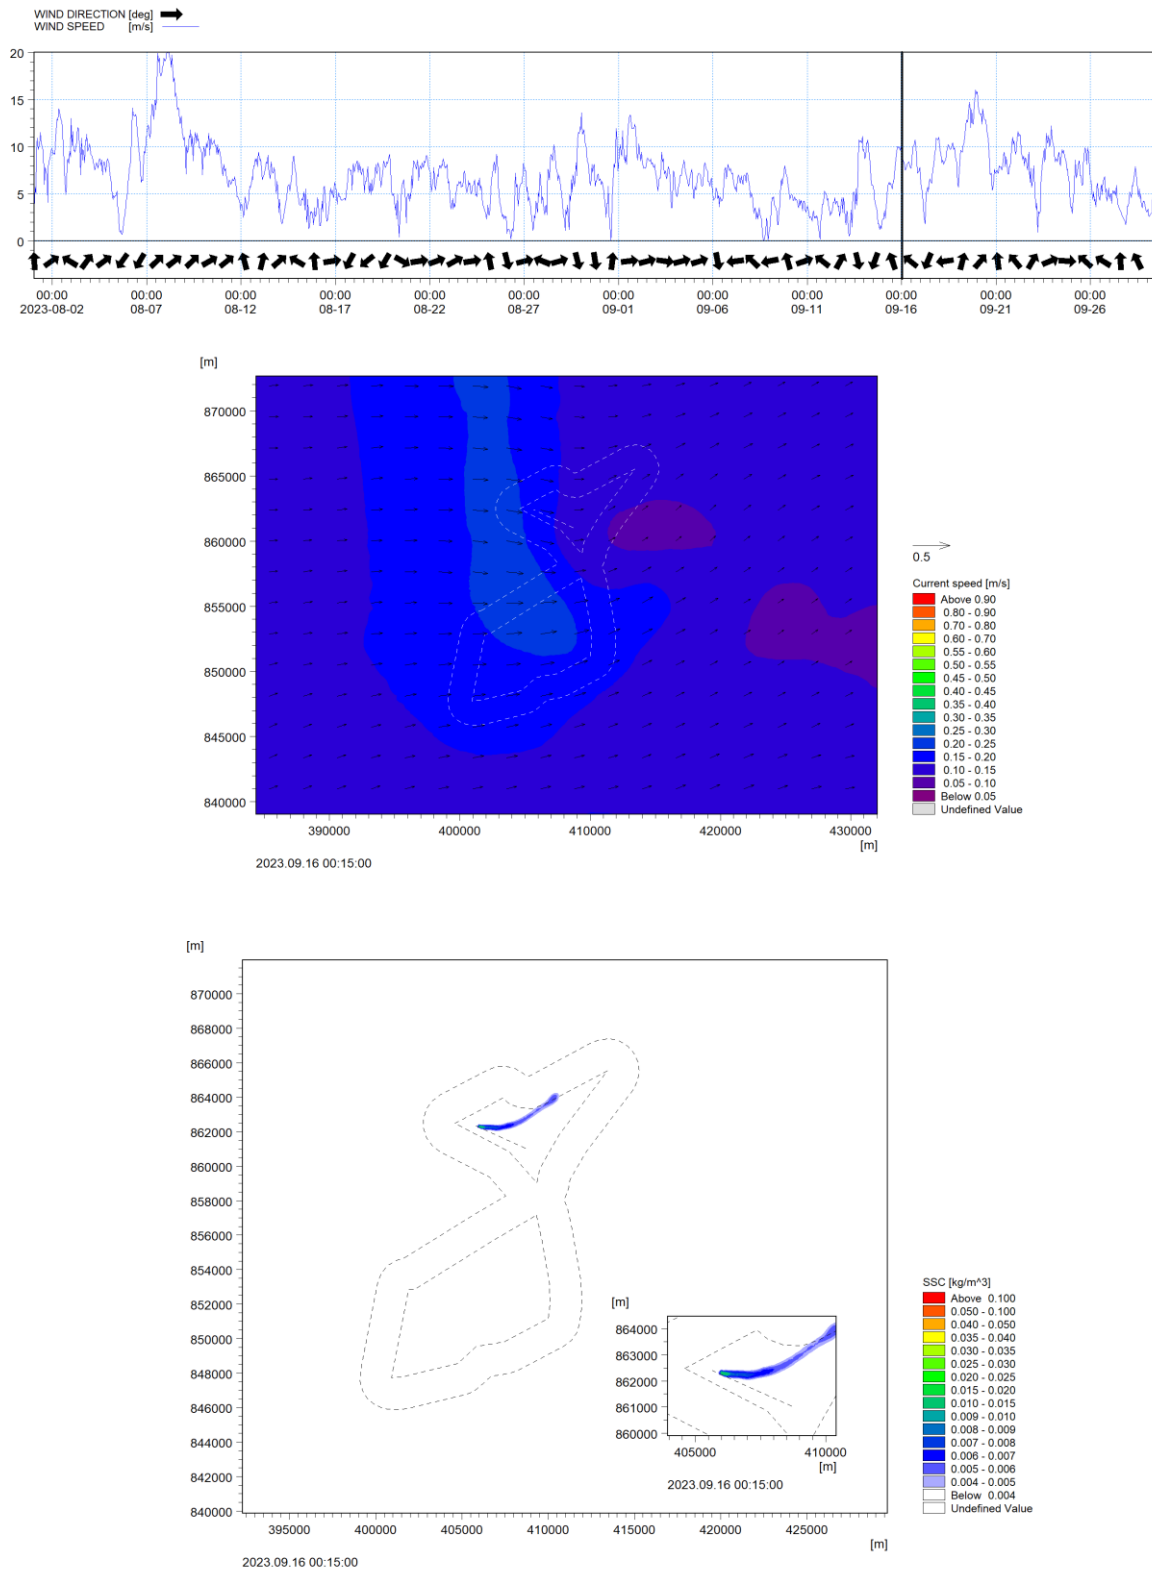 WIND DIRECTION [deg]
WIND SPEED [m/s]
20
15
10
5
0
00:00 00:00 00:00 00:00 00:00 00:00 00:00 00:00 00:00 00:00 00:00 00:00
2023-08-02 08-07 08-12 08-17 08-22 08-27 09-01 09-06 09-11 09-16 09-21 09-26
[m]
870000
865000
860000
855000
850000
845000
840000
390000 400000 410000 420000 430000
[m]
2023.09.16 00:15:00
0.5
Current speed [m/s]
Above 0.90
0.80 - 0.90
0.70 - 0.80
0.60 - 0.70
0.55 - 0.60
0.50 - 0.55
0.45 - 0.50
0.40 - 0.45
0.35 - 0.40
0.30 - 0.35
0.25 - 0.30
0.20 - 0.25
0.15 - 0.20
0.10 - 0.15
0.05 - 0.10
Below 0.05
Undefined Value
[m]
870000
868000
866000
864000
862000
860000
858000
856000
854000
852000
850000
848000
846000
844000
842000
840000
395000 400000 405000 410000 415000 420000 425000
[m]
2023.09.16 00:15:00
[m]
864000
863000
862000
861000
860000
405000 410000
[m]
2023.09.16 00:15:00
SSC [kg/m^3]
Above 0.100
0.050 - 0.100
0.040 - 0.050
0.035 - 0.040
0.030 - 0.035
0.025 - 0.030
0.020 - 0.025
0.015 - 0.020
0.010 - 0.015
0.009 - 0.010
0.008 - 0.009
0.007 - 0.008
0.006 - 0.007
0.005 - 0.006
0.004 - 0.005
Below 0.004
Undefined Value